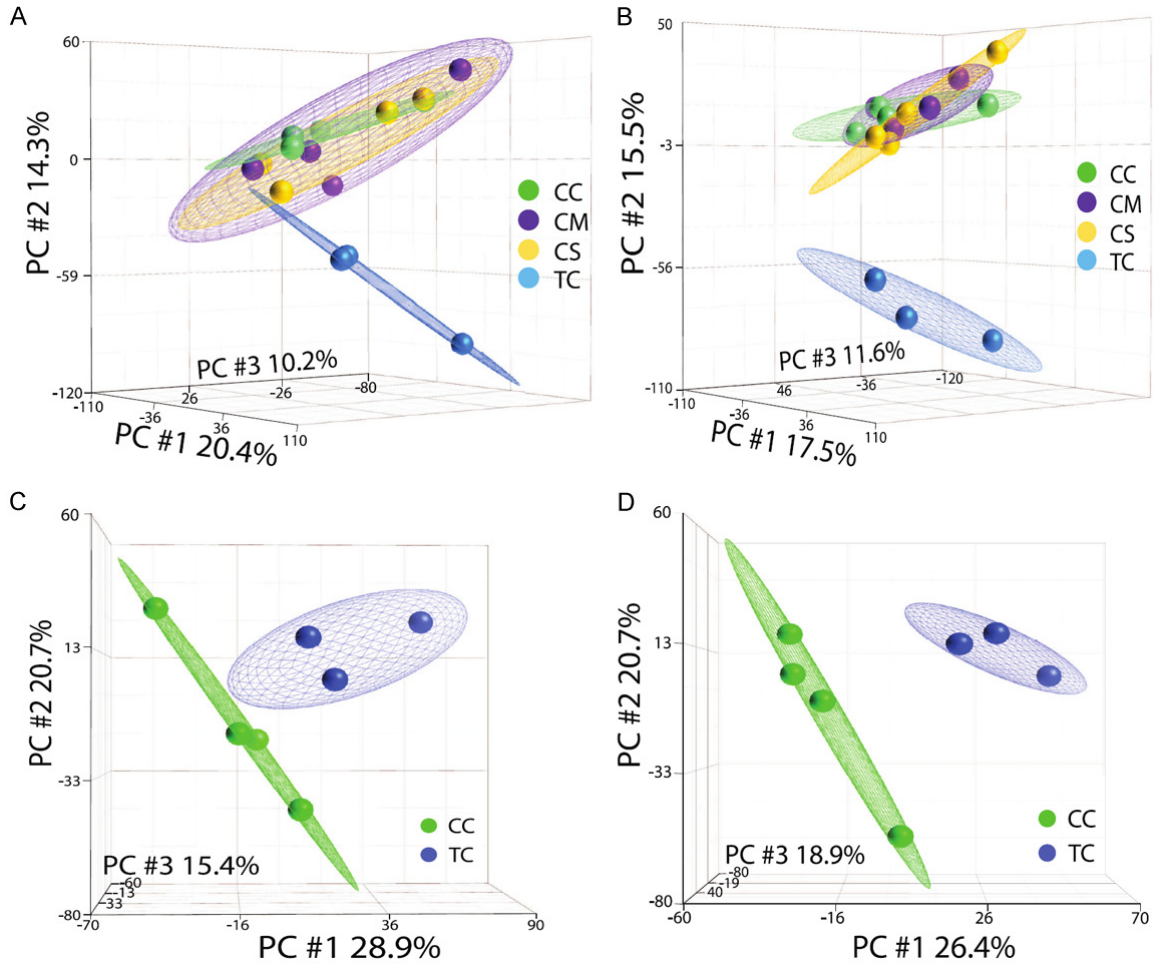 A
60
0
-59
-120
PC #2 14.3%
-110
-36
36
110
PC #1 20.4%
26
-26
-80
PC #3 10.2%
CC
CM
CS
TC
B
50
-3
-56
-110
PC #2 15.5%
-110
-36
36
110
PC #1 17.5%
46
-36
-120
PC #3 11.6%
CC
CM
CS
TC
C
60
13
-33
-80
PC #2 20.7%
-70
-16
36
90
PC #1 28.9%
PC #3 15.4%
-60
-13
-33
CC
TC
D
60
13
-33
-80
PC #2 20.7%
-60
-16
26
70
PC #1 26.4%
PC #3 18.9%
-80
-19
40
CC
TC